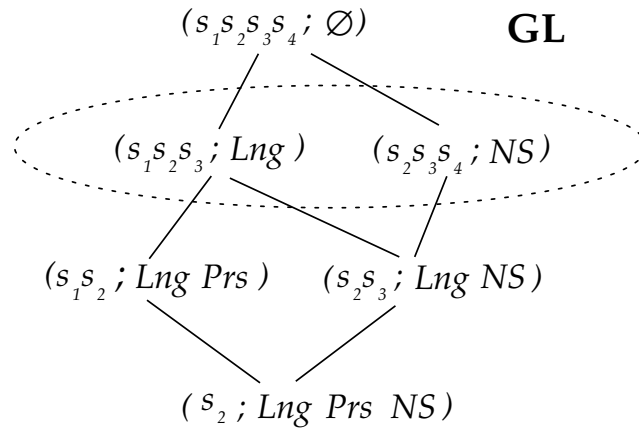 (s₁s₂s₃s₄ ; ∅) GL
(s₁s₂s₃ ; Lng) (s₂s₃s₄ ; NS)
(s₁s₂ ; Lng Prs) (s₂s₃ ; Lng NS)
(s₂ ; Lng Prs NS)